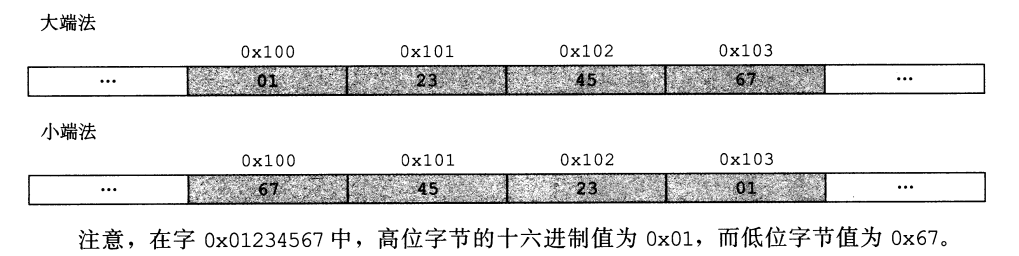 大端法
0x100 0x101 0x102 0x103
… 01 23 45 67 …
小端法
0x100 0x101 0x102 0x103
… 67 45 23 01 …
注意，在字 0x01234567 中，高位字节的十六进制值为 0x01，而低位字节值为 0x67。